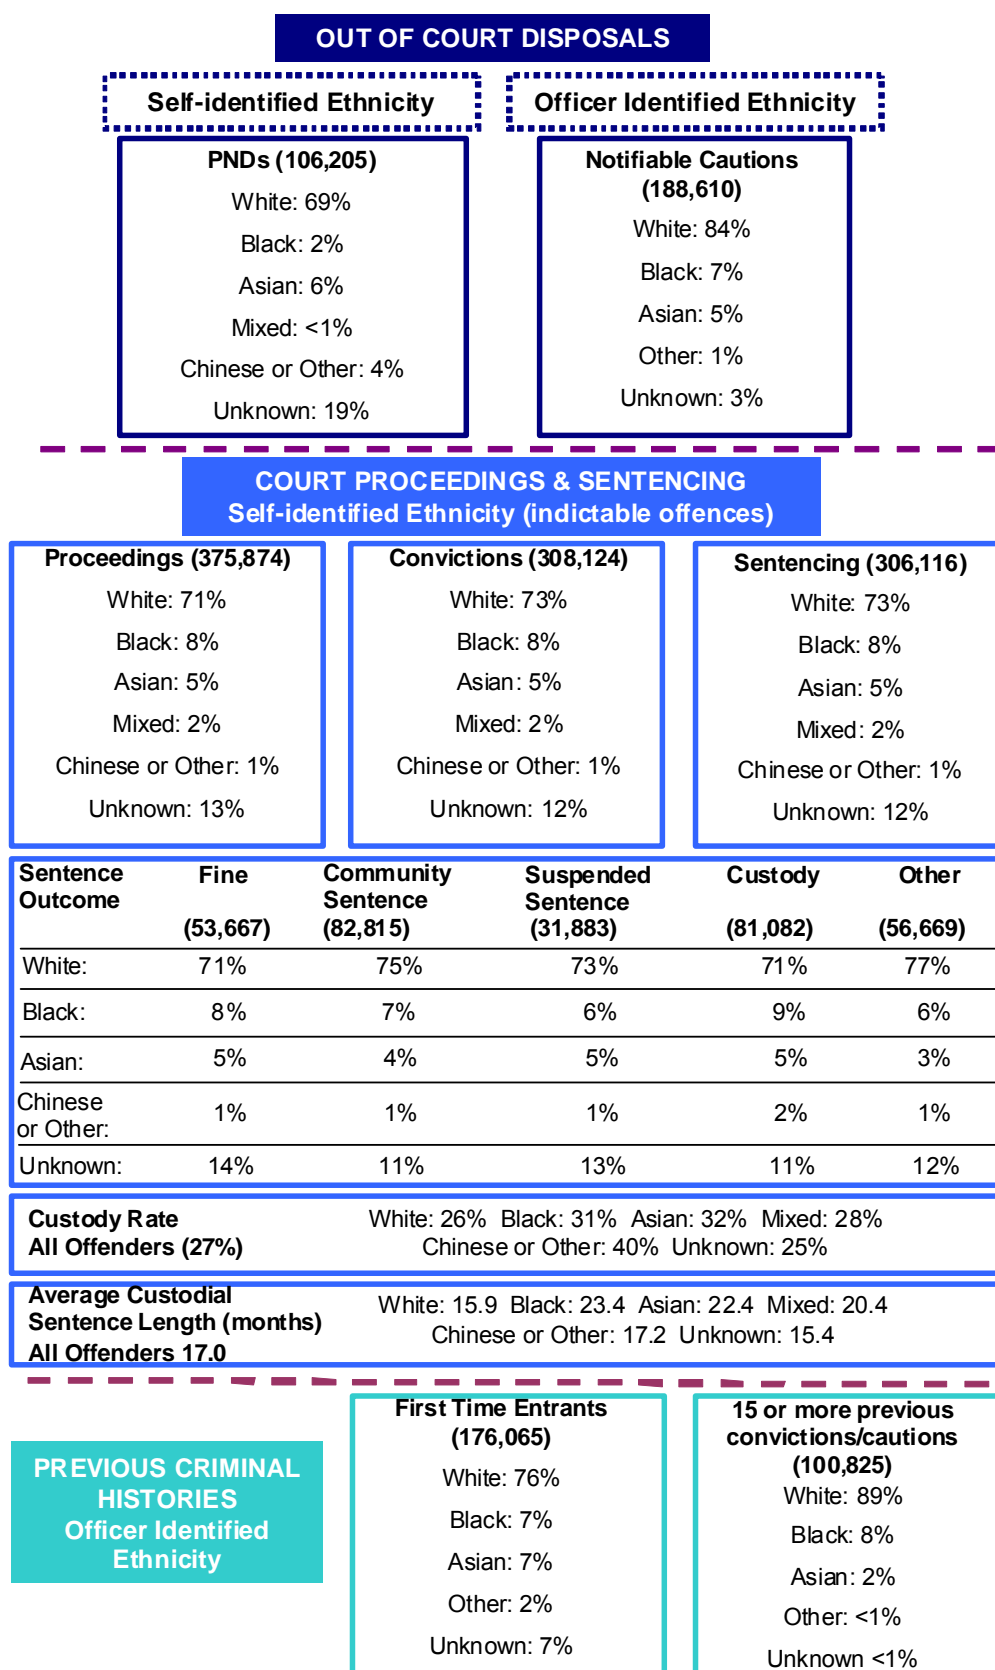 OUT OF COURT DISPOSALS
Self-identified Ethnicity
Officer Identified Ethnicity
PNDs (106,205)
White: 69%
Black: 2%
Asian: 6%
Mixed: <1%
Chinese or Other: 4%
Unknown: 19%
Notifiable Cautions
(188,610)
White: 84%
Black: 7%
Asian: 5%
Other: 1%
Unknown: 3%
COURT PROCEEDINGS & SENTENCING
Self-identified Ethnicity (indictable offences)
Proceedings (375,874)
White: 71%
Black: 8%
Asian: 5%
Mixed: 2%
Chinese or Other: 1%
Unknown: 13%
Convictions (308,124)
White: 73%
Black: 8%
Asian: 5%
Mixed: 2%
Chinese or Other: 1%
Unknown: 12%
Sentencing (306,116)
White: 73%
Black: 8%
Asian: 5%
Mixed: 2%
Chinese or Other: 1%
Unknown: 12%
Sentence Fine Community Suspended Custody Other
Outcome Sentence Sentence
(53,667) (82,815) (31,883) (81,082) (56,669)
White: 71% 75% 73% 71% 77%
Black: 8% 7% 6% 9% 6%
Asian: 5% 4% 5% 5% 3%
Chinese
or Other: 1% 1% 1% 2% 1%
Unknown: 14% 11% 13% 11% 12%
Custody Rate White: 26% Black: 31% Asian: 32% Mixed: 28%
All Offenders (27%) Chinese or Other: 40% Unknown: 25%
Average Custodial
Sentence Length (months)
All Offenders 17.0
White: 15.9 Black: 23.4 Asian: 22.4 Mixed: 20.4
Chinese or Other: 17.2 Unknown: 15.4
PREVIOUS CRIMINAL
HISTORIES
Officer Identified
Ethnicity
First Time Entrants
(176,065)
White: 76%
Black: 7%
Asian: 7%
Other: 2%
Unknown: 7%
15 or more previous
convictions/cautions
(100,825)
White: 89%
Black: 8%
Asian: 2%
Other: <1%
Unknown <1%